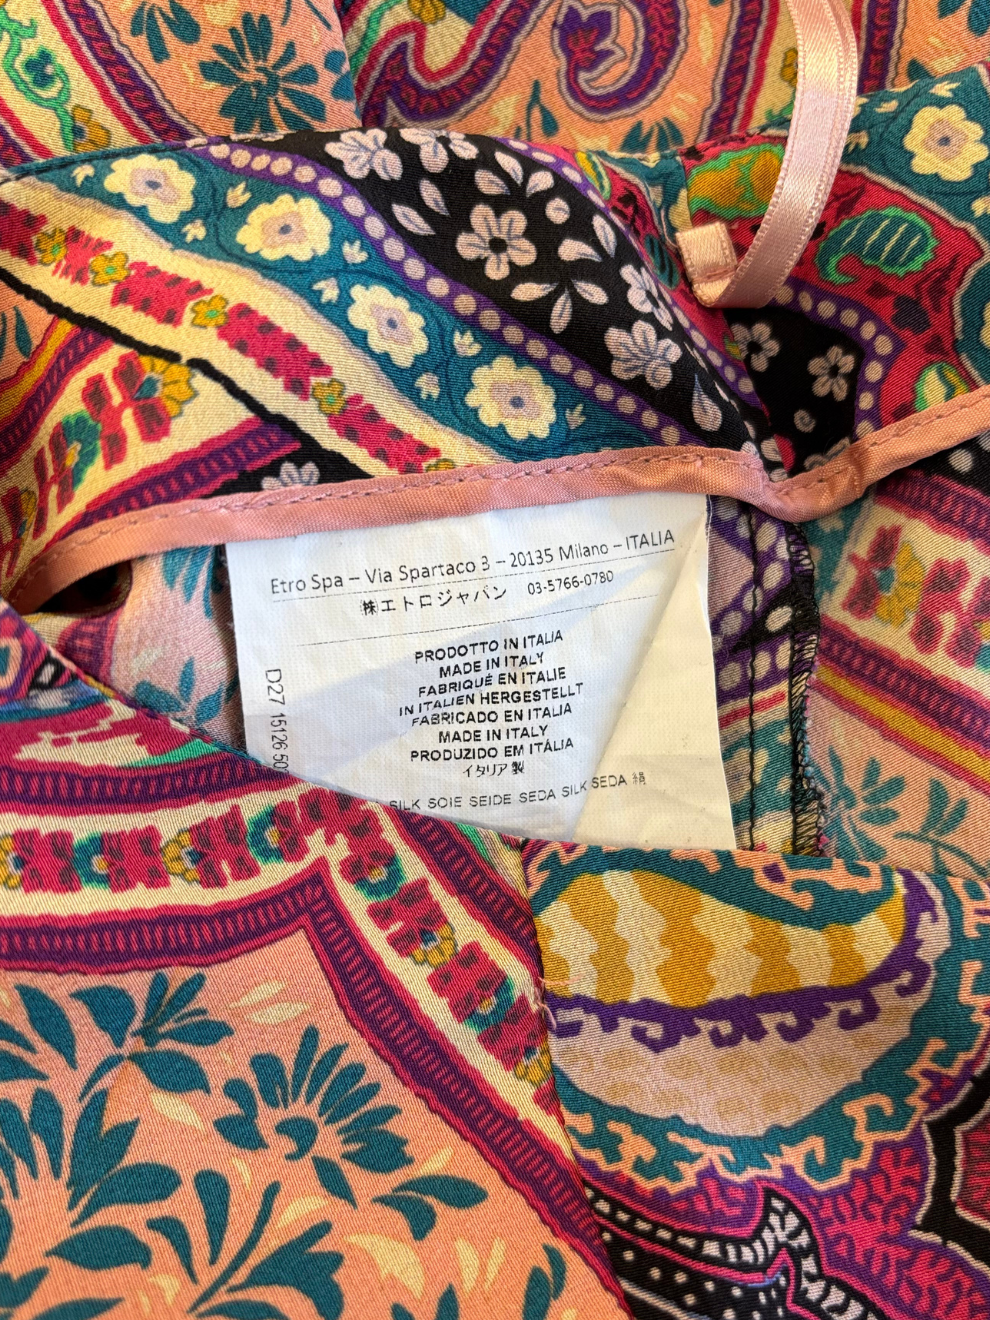 Etro Spa – Via Spartaco 3 – 20135 Milano – ITALIA
㈱エトロジャパン 03-5766-0780
PRODOTTO IN ITALIA
MADE IN ITALY
FABRIQUÉ EN ITALIE
IN ITALIEN HERGESTELLT
FABRICADO EN ITALIA
MADE IN ITALY
PRODUZIDO EM ITÁLIA
イタリア製
SILK SOIE SEIDE SEDA SILK SEDA 絹
D27 15126 50